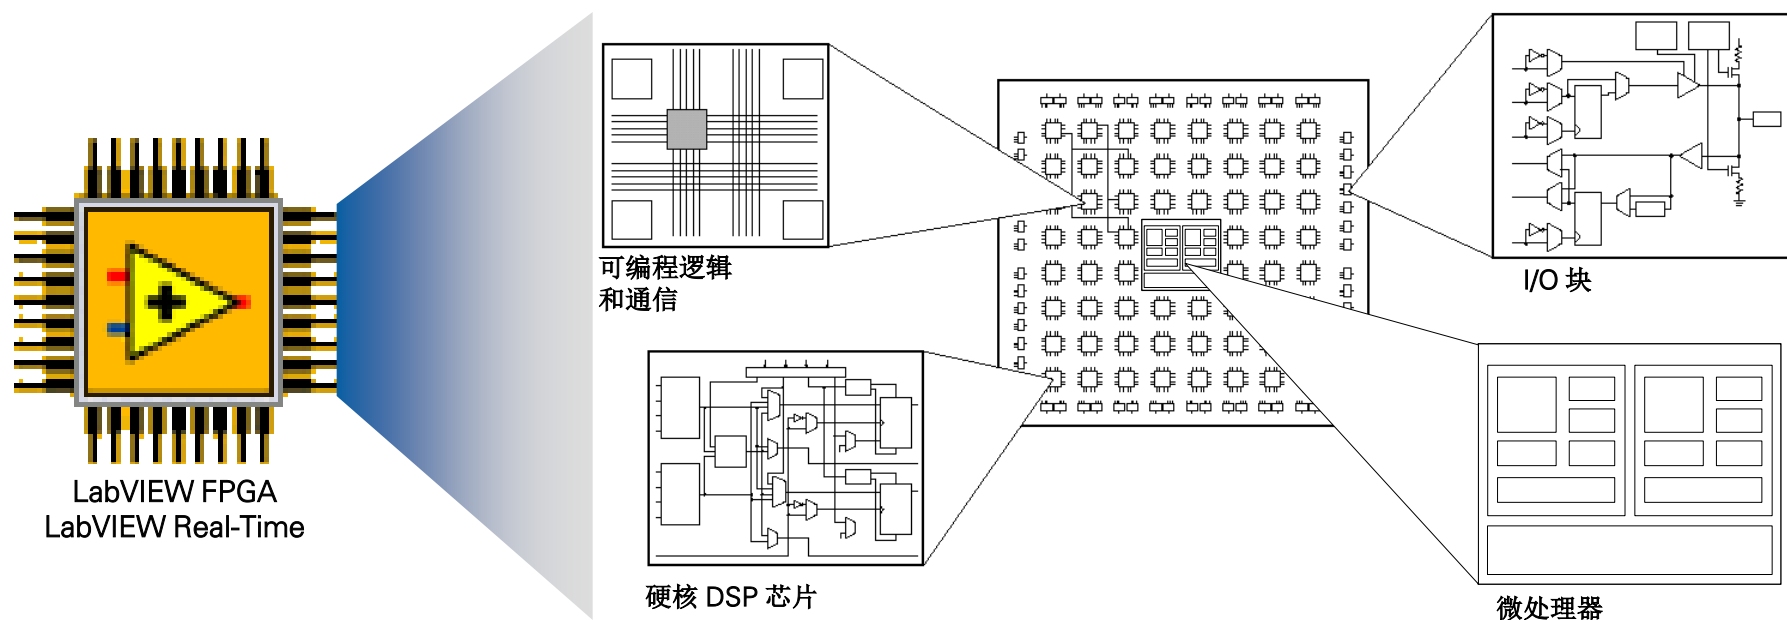 LabVIEW FPGA
LabVIEW Real-Time
可编程逻辑
和通信
硬核 DSP 芯片
I/O 块
微处理器